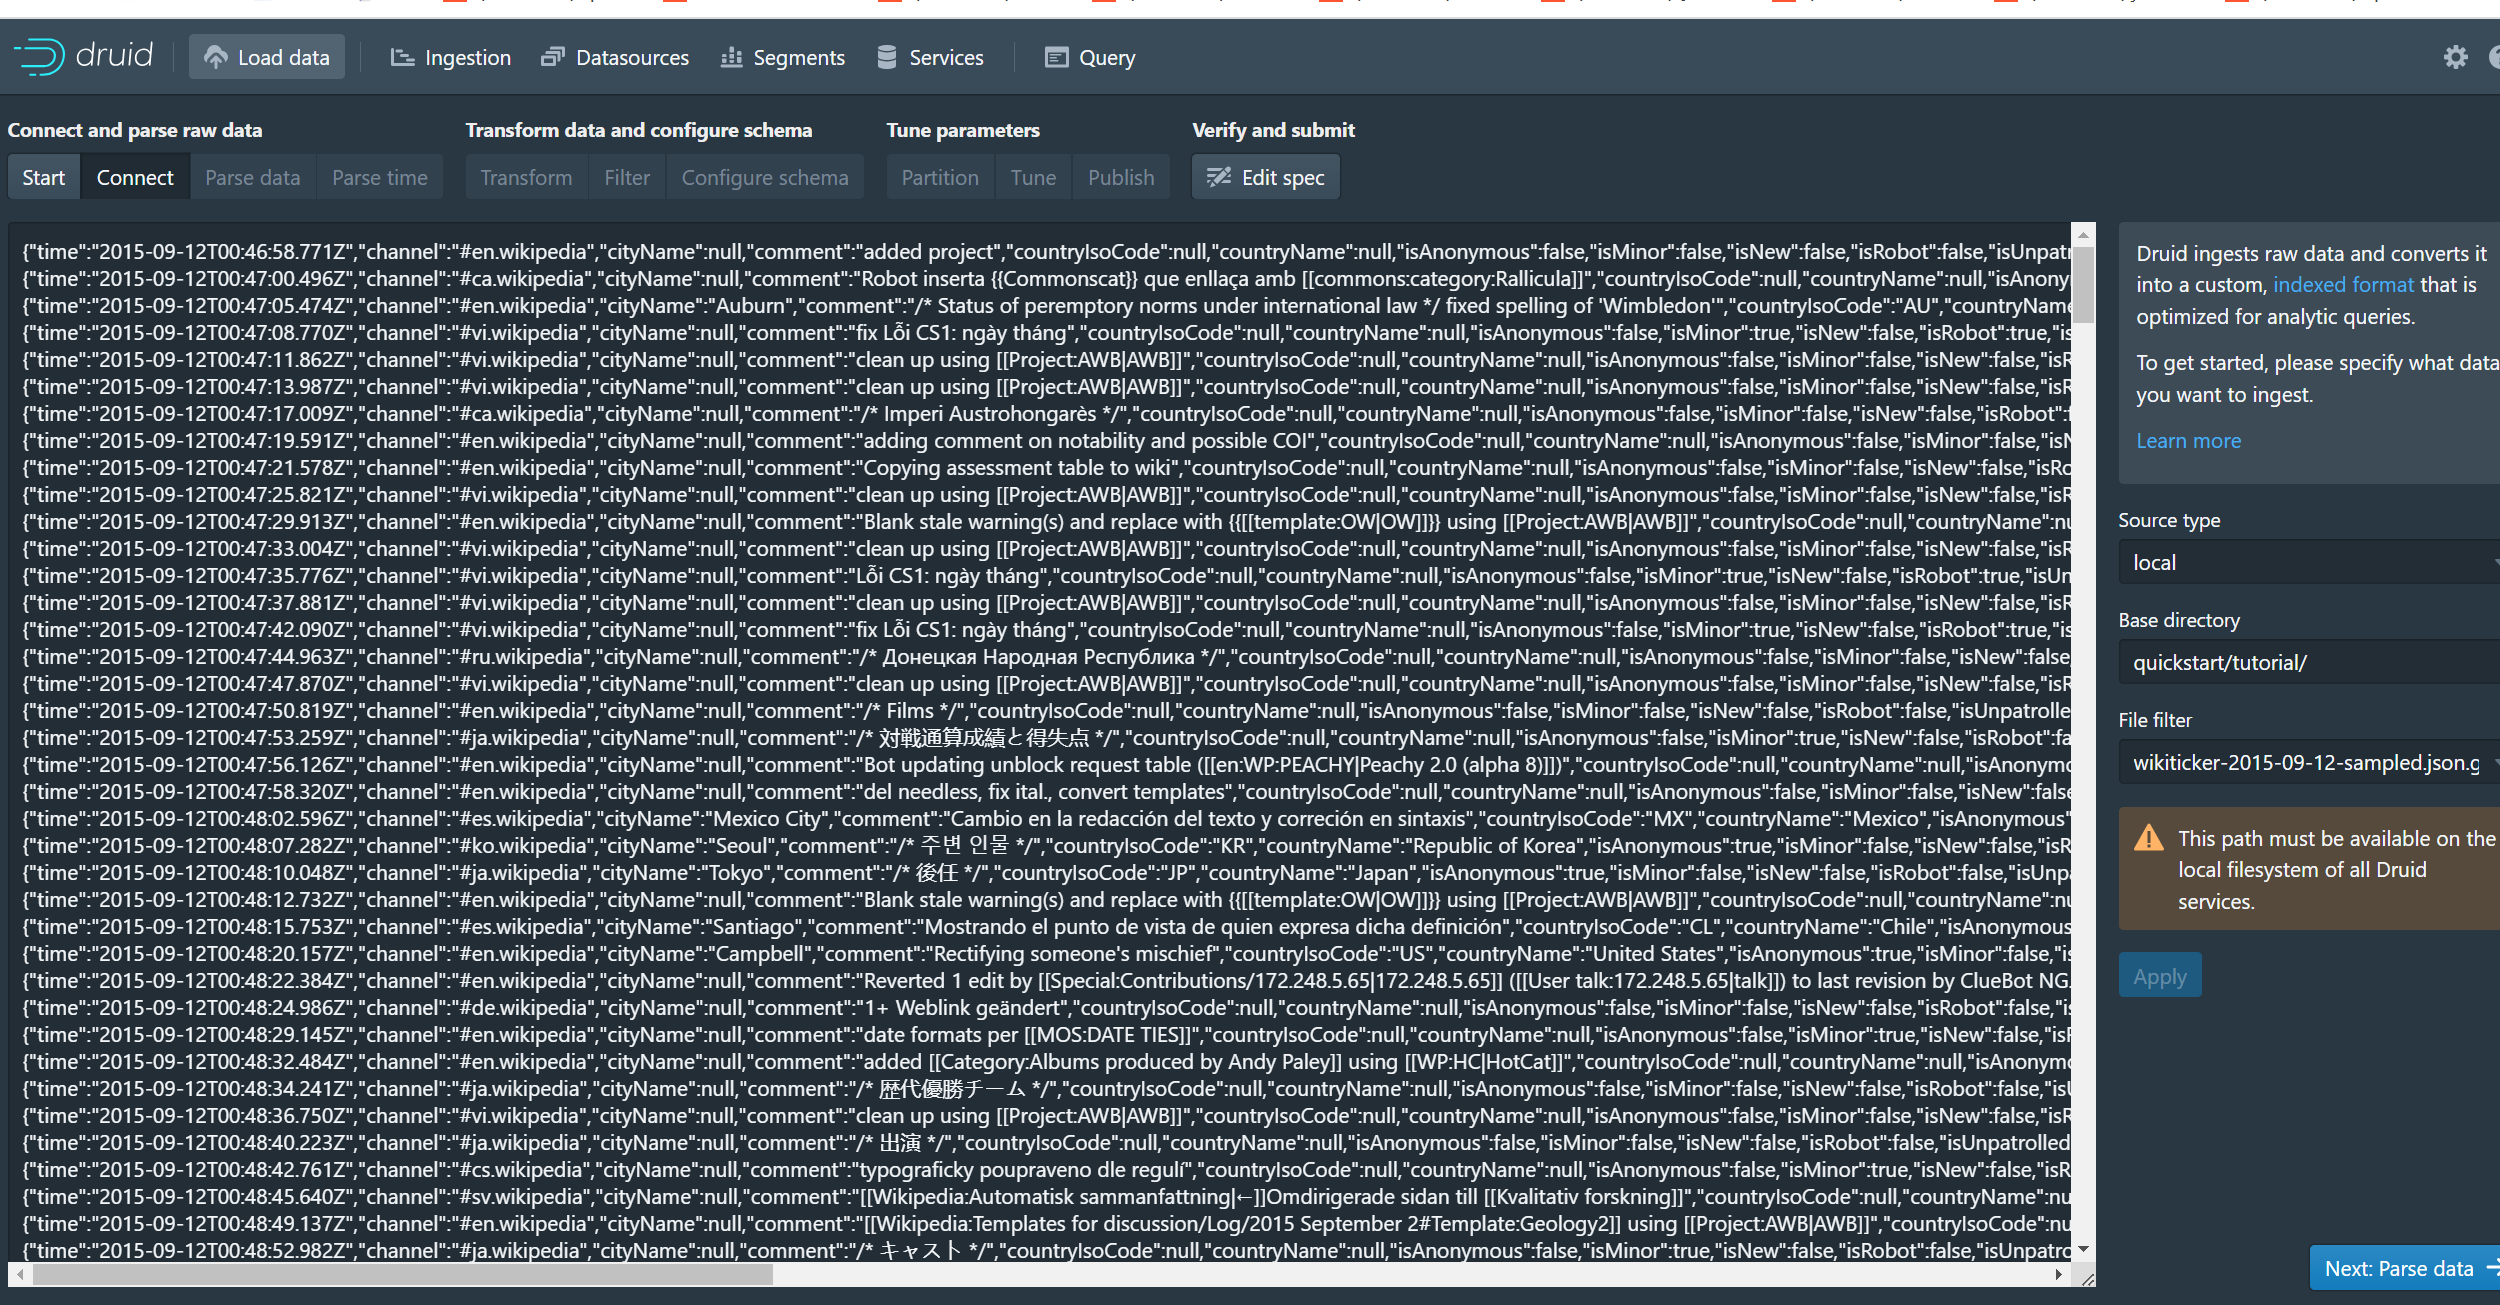 druid
Load data
Ingestion
Datasources
Segments
Services
Query
Connect and parse raw data
Transform data and configure schema
Tune parameters
Verify and submit
Start
Connect
Parse data
Parse time
Transform
Filter
Configure schema
Partition
Tune
Publish
Edit spec
{"time":"2015-09-12T00:46:58.771Z","channel":"#en.wikipedia","cityName":null,"comment":"added project","countryIsoCode":null,"countryName":null,"isAnonymous":false,"isMinor":false,"isNew":false,"isRobot":false,"isUnpatr
{"time":"2015-09-12T00:47:00.496Z","channel":"#ca.wikipedia","cityName":null,"comment":"Robot inserta {{Commonscat}} que enllaça amb [[commons:category:Rallicula]]","countryIsoCode":null,"countryName":null,"isAnony
{"time":"2015-09-12T00:47:05.474Z","channel":"#en.wikipedia","cityName":"Auburn","comment":"/* Status of peremptory norms under international law */ fixed spelling of 'Wimbledon'","countryIsoCode":"AU","countryName
{"time":"2015-09-12T00:47:08.770Z","channel":"#vi.wikipedia","cityName":null,"comment":"fix Lỗi CS1: ngày tháng","countryIsoCode":null,"countryName":null,"isAnonymous":false,"isMinor":true,"isNew":false,"isRobot":true,"is
{"time":"2015-09-12T00:47:11.862Z","channel":"#vi.wikipedia","cityName":null,"comment":"clean up using [[Project:AWB|AWB]]","countryIsoCode":null,"countryName":null,"isAnonymous":false,"isMinor":false,"isNew":false,"isR
{"time":"2015-09-12T00:47:13.987Z","channel":"#vi.wikipedia","cityName":null,"comment":"clean up using [[Project:AWB|AWB]]","countryIsoCode":null,"countryName":null,"isAnonymous":false,"isMinor":false,"isNew":false,"isR
{"time":"2015-09-12T00:47:17.009Z","channel":"#ca.wikipedia","cityName":null,"comment":"/* Imperi Austrohongarès */","countryIsoCode":null,"countryName":null,"isAnonymous":false,"isMinor":false,"isNew":false,"isRobot":f
{"time":"2015-09-12T00:47:19.591Z","channel":"#en.wikipedia","cityName":null,"comment":"adding comment on notability and possible COI","countryIsoCode":null,"countryName":null,"isAnonymous":false,"isMinor":false,"isN
{"time":"2015-09-12T00:47:21.578Z","channel":"#en.wikipedia","cityName":null,"comment":"Copying assessment table to wiki","countryIsoCode":null,"countryName":null,"isAnonymous":false,"isMinor":false,"isNew":false,"isRo
{"time":"2015-09-12T00:47:25.821Z","channel":"#vi.wikipedia","cityName":null,"comment":"clean up using [[Project:AWB|AWB]]","countryIsoCode":null,"countryName":null,"isAnonymous":false,"isMinor":false,"isNew":false,"isR
{"time":"2015-09-12T00:47:29.913Z","channel":"#en.wikipedia","cityName":null,"comment":"Blank stale warning(s) and replace with {{[[template:OW|OW]]}} using [[Project:AWB|AWB]]","countryIsoCode":null,"countryName":nu
{"time":"2015-09-12T00:47:33.004Z","channel":"#vi.wikipedia","cityName":null,"comment":"clean up using [[Project:AWB|AWB]]","countryIsoCode":null,"countryName":null,"isAnonymous":false,"isMinor":false,"isNew":false,"isR
{"time":"2015-09-12T00:47:35.776Z","channel":"#vi.wikipedia","cityName":null,"comment":"Lỗi CS1: ngày tháng","countryIsoCode":null,"countryName":null,"isAnonymous":false,"isMinor":true,"isNew":false,"isRobot":true,"isUn
{"time":"2015-09-12T00:47:37.881Z","channel":"#vi.wikipedia","cityName":null,"comment":"clean up using [[Project:AWB|AWB]]","countryIsoCode":null,"countryName":null,"isAnonymous":false,"isMinor":false,"isNew":false,"isR
{"time":"2015-09-12T00:47:42.090Z","channel":"#vi.wikipedia","cityName":null,"comment":"fix Lỗi CS1: ngày tháng","countryIsoCode":null,"countryName":null,"isAnonymous":false,"isMinor":true,"isNew":false,"isRobot":true,"is
{"time":"2015-09-12T00:47:44.963Z","channel":"#ru.wikipedia","cityName":null,"comment":"/* Донецкая Народная Республика */","countryIsoCode":null,"countryName":null,"isAnonymous":false,"isMinor":false,"isNew":false,
{"time":"2015-09-12T00:47:47.870Z","channel":"#vi.wikipedia","cityName":null,"comment":"clean up using [[Project:AWB|AWB]]","countryIsoCode":null,"countryName":null,"isAnonymous":false,"isMinor":false,"isNew":false,"isR
{"time":"2015-09-12T00:47:50.819Z","channel":"#en.wikipedia","cityName":null,"comment":"/* Films */","countryIsoCode":null,"countryName":null,"isAnonymous":false,"isMinor":false,"isNew":false,"isRobot":false,"isUnpatrolle
{"time":"2015-09-12T00:47:53.259Z","channel":"#ja.wikipedia","cityName":null,"comment":"/* 対戦通算成績と得失点 */","countryIsoCode":null,"countryName":null,"isAnonymous":false,"isMinor":true,"isNew":false,"isRobot":fa
{"time":"2015-09-12T00:47:56.126Z","channel":"#en.wikipedia","cityName":null,"comment":"Bot updating unblock request table ([[en:WP:PEACHY|Peachy 2.0 (alpha 8)]])","countryIsoCode":null,"countryName":null,"isAnonymo
{"time":"2015-09-12T00:47:58.320Z","channel":"#en.wikipedia","cityName":null,"comment":"del needless, fix ital., convert templates","countryIsoCode":null,"countryName":null,"isAnonymous":false,"isMinor":false,"isNew":false
{"time":"2015-09-12T00:48:02.596Z","channel":"#es.wikipedia","cityName":"Mexico City","comment":"Cambio en la redacción del texto y correción en sintaxis","countryIsoCode":"MX","countryName":"Mexico","isAnonymous"
{"time":"2015-09-12T00:48:07.282Z","channel":"#ko.wikipedia","cityName":"Seoul","comment":"/* 주변 인물 */","countryIsoCode":"KR","countryName":"Republic of Korea","isAnonymous":true,"isMinor":false,"isNew":false,"isR
{"time":"2015-09-12T00:48:10.048Z","channel":"#ja.wikipedia","cityName":"Tokyo","comment":"/* 後任 */","countryIsoCode":"JP","countryName":"Japan","isAnonymous":true,"isMinor":false,"isNew":false,"isRobot":false,"isUnpa
{"time":"2015-09-12T00:48:12.732Z","channel":"#en.wikipedia","cityName":null,"comment":"Blank stale warning(s) and replace with {{[[template:OW|OW]]}} using [[Project:AWB|AWB]]","countryIsoCode":null,"countryName":nu
{"time":"2015-09-12T00:48:15.753Z","channel":"#es.wikipedia","cityName":"Santiago","comment":"Mostrando el punto de vista de quien expresa dicha definición","countryIsoCode":"CL","countryName":"Chile","isAnonymous
{"time":"2015-09-12T00:48:20.157Z","channel":"#en.wikipedia","cityName":"Campbell","comment":"Rectifying someone's mischief","countryIsoCode":"US","countryName":"United States","isAnonymous":true,"isMinor":false,"is
{"time":"2015-09-12T00:48:22.384Z","channel":"#en.wikipedia","cityName":null,"comment":"Reverted 1 edit by [[Special:Contributions/172.248.5.65|172.248.5.65]] ([[User talk:172.248.5.65|talk]]) to last revision by ClueBot NG.
{"time":"2015-09-12T00:48:24.986Z","channel":"#de.wikipedia","cityName":null,"comment":"1+ Weblink geändert","countryIsoCode":null,"countryName":null,"isAnonymous":false,"isMinor":false,"isNew":false,"isRobot":false,"is
{"time":"2015-09-12T00:48:29.145Z","channel":"#en.wikipedia","cityName":null,"comment":"date formats per [[MOS:DATE TIES]]","countryIsoCode":null,"countryName":null,"isAnonymous":false,"isMinor":true,"isNew":false,"isR
{"time":"2015-09-12T00:48:32.484Z","channel":"#en.wikipedia","cityName":null,"comment":"added [[Category:Albums produced by Andy Paley]] using [[WP:HC|HotCat]]","countryIsoCode":null,"countryName":null,"isAnonymo
{"time":"2015-09-12T00:48:34.241Z","channel":"#ja.wikipedia","cityName":null,"comment":"/* 歴代優勝チーム */","countryIsoCode":null,"countryName":null,"isAnonymous":false,"isMinor":false,"isNew":false,"isRobot":false,"isU
{"time":"2015-09-12T00:48:36.750Z","channel":"#vi.wikipedia","cityName":null,"comment":"clean up using [[Project:AWB|AWB]]","countryIsoCode":null,"countryName":null,"isAnonymous":false,"isMinor":false,"isNew":false,"isR
{"time":"2015-09-12T00:48:40.223Z","channel":"#ja.wikipedia","cityName":null,"comment":"/* 出演 */","countryIsoCode":null,"countryName":null,"isAnonymous":false,"isMinor":false,"isNew":false,"isRobot":false,"isUnpatrolled
{"time":"2015-09-12T00:48:42.761Z","channel":"#cs.wikipedia","cityName":null,"comment":"typograficky poupraveno dle regulí","countryIsoCode":null,"countryName":null,"isAnonymous":false,"isMinor":true,"isNew":false,"isR
{"time":"2015-09-12T00:48:45.640Z","channel":"#sv.wikipedia","cityName":null,"comment":"[[Wikipedia:Automatisk sammanfattning|←]]Omdirigerade sidan till [[Kvalitativ forskning]]","countryIsoCode":null,"countryName":nu
{"time":"2015-09-12T00:48:49.137Z","channel":"#en.wikipedia","cityName":null,"comment":"[[Wikipedia:Templates for discussion/Log/2015 September 2#Template:Geology2]] using [[Project:AWB|AWB]]","countryIsoCode":nu
{"time":"2015-09-12T00:48:52.982Z","channel":"#ja.wikipedia","cityName":null,"comment":"/* キャスト */","countryIsoCode":null,"countryName":null,"isAnonymous":false,"isMinor":true,"isNew":false,"isRobot":false,"isUnpatro
Druid ingests raw data and converts it
into a custom, indexed format that is
optimized for analytic queries.
To get started, please specify what data
you want to ingest.
Learn more
Source type
local
Base directory
quickstart/tutorial/
File filter
wikiticker-2015-09-12-sampled.json.g
This path must be available on the
local filesystem of all Druid
services.
Apply
Next: Parse data